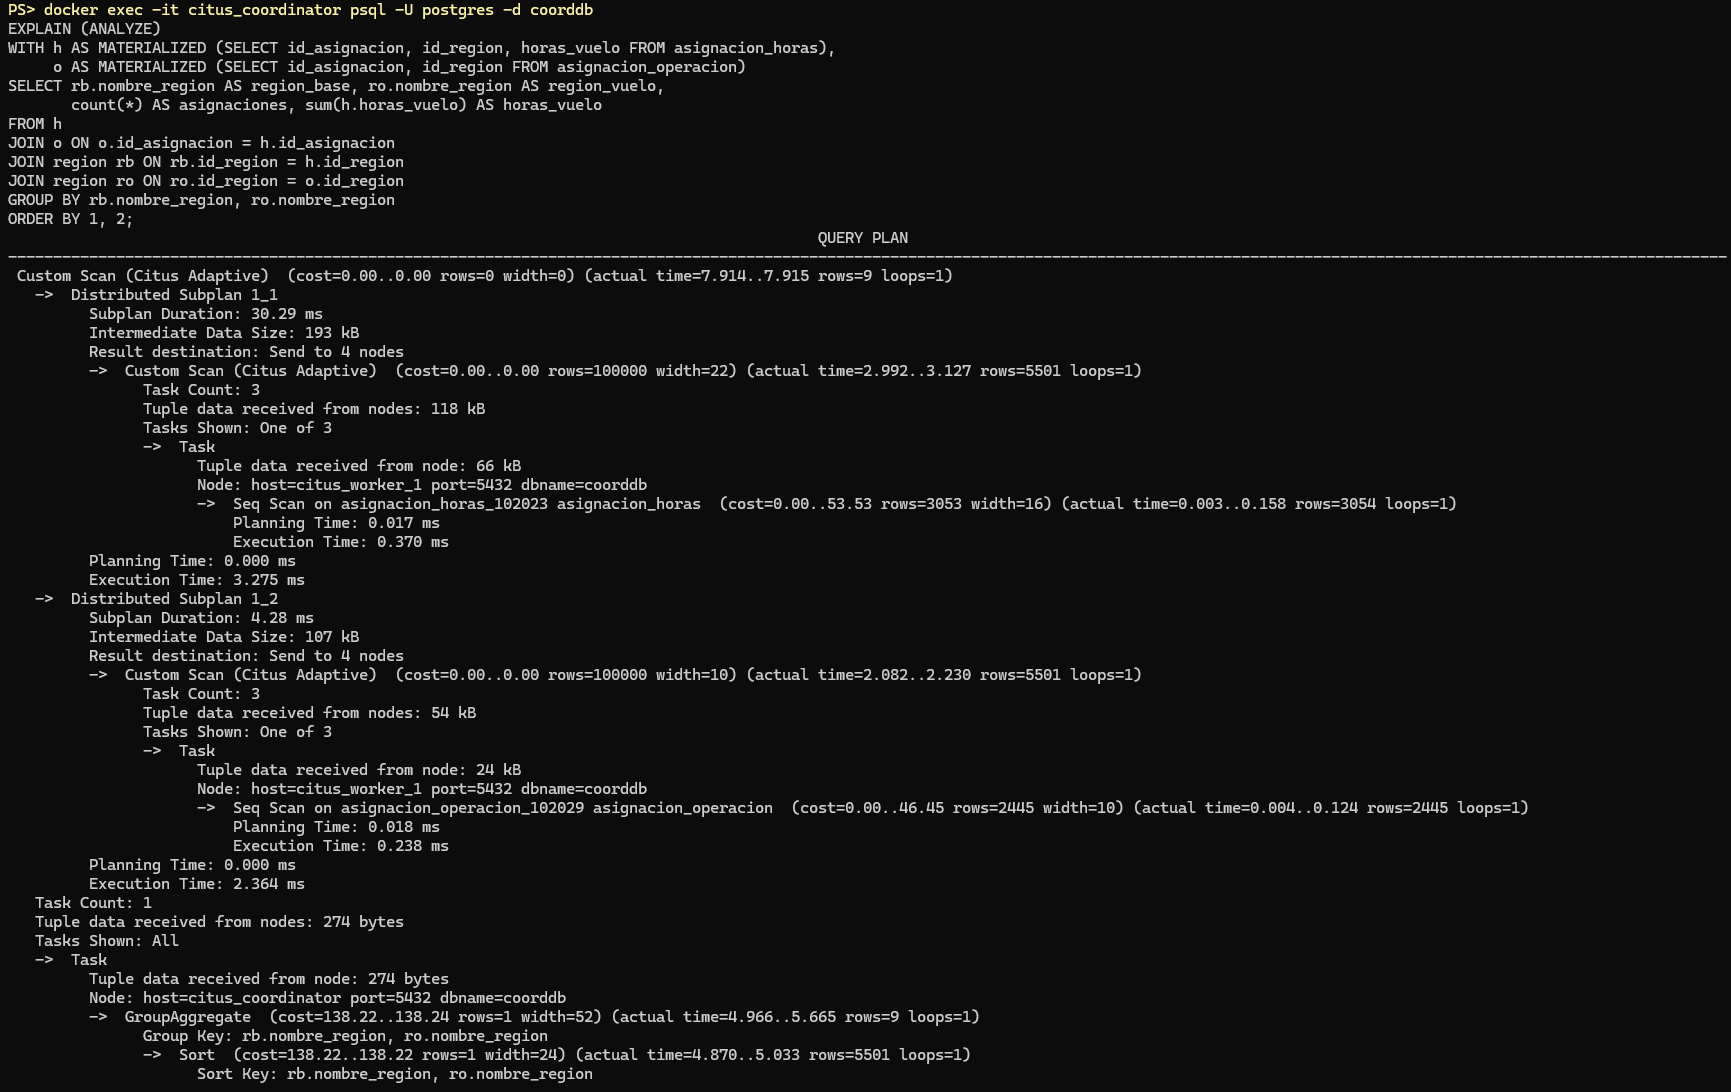 PS> docker exec -it citus_coordinator psql -U postgres -d coorddb
EXPLAIN (ANALYZE)
WITH h AS MATERIALIZED (SELECT id_asignacion, id_region, horas_vuelo FROM asignacion_horas),
     o AS MATERIALIZED (SELECT id_asignacion, id_region FROM asignacion_operacion)
SELECT rb.nombre_region AS region_base, ro.nombre_region AS region_vuelo,
       count(*) AS asignaciones, sum(h.horas_vuelo) AS horas_vuelo
FROM h
JOIN o ON o.id_asignacion = h.id_asignacion
JOIN region rb ON rb.id_region = h.id_region
JOIN region ro ON ro.id_region = o.id_region
GROUP BY rb.nombre_region, ro.nombre_region
ORDER BY 1, 2;
QUERY PLAN
 Custom Scan (Citus Adaptive)  (cost=0.00..0.00 rows=0 width=0) (actual time=7.914..7.915 rows=9 loops=1)
   ->  Distributed Subplan 1_1
         Subplan Duration: 30.29 ms
         Intermediate Data Size: 193 kB
         Result destination: Send to 4 nodes
         ->  Custom Scan (Citus Adaptive)  (cost=0.00..0.00 rows=100000 width=22) (actual time=2.992..3.127 rows=5501 loops=1)
               Task Count: 3
               Tuple data received from nodes: 118 kB
               Tasks Shown: One of 3
               ->  Task
                     Tuple data received from node: 66 kB
                     Node: host=citus_worker_1 port=5432 dbname=coorddb
                     ->  Seq Scan on asignacion_horas_102023 asignacion_horas  (cost=0.00..53.53 rows=3053 width=16) (actual time=0.003..0.158 rows=3054 loops=1)
                         Planning Time: 0.017 ms
                         Execution Time: 0.370 ms
         Planning Time: 0.000 ms
         Execution Time: 3.275 ms
   ->  Distributed Subplan 1_2
         Subplan Duration: 4.28 ms
         Intermediate Data Size: 107 kB
         Result destination: Send to 4 nodes
         ->  Custom Scan (Citus Adaptive)  (cost=0.00..0.00 rows=100000 width=10) (actual time=2.082..2.230 rows=5501 loops=1)
               Task Count: 3
               Tuple data received from nodes: 54 kB
               Tasks Shown: One of 3
               ->  Task
                     Tuple data received from node: 24 kB
                     Node: host=citus_worker_1 port=5432 dbname=coorddb
                     ->  Seq Scan on asignacion_operacion_102029 asignacion_operacion  (cost=0.00..46.45 rows=2445 width=10) (actual time=0.004..0.124 rows=2445 loops=1)
                         Planning Time: 0.018 ms
                         Execution Time: 0.238 ms
         Planning Time: 0.000 ms
         Execution Time: 2.364 ms
   Task Count: 1
   Tuple data received from nodes: 274 bytes
   Tasks Shown: All
   ->  Task
         Tuple data received from node: 274 bytes
         Node: host=citus_coordinator port=5432 dbname=coorddb
         ->  GroupAggregate  (cost=138.22..138.24 rows=1 width=52) (actual time=4.966..5.665 rows=9 loops=1)
               Group Key: rb.nombre_region, ro.nombre_region
               ->  Sort  (cost=138.22..138.22 rows=1 width=24) (actual time=4.870..5.033 rows=5501 loops=1)
                     Sort Key: rb.nombre_region, ro.nombre_region